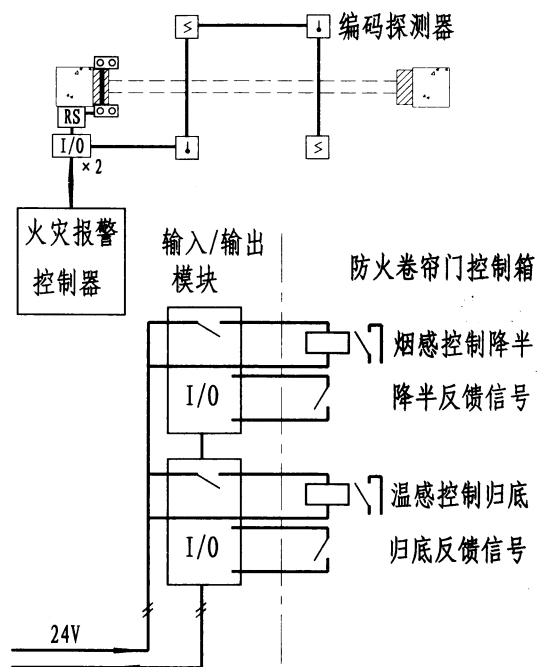 编码探测器
RS
I/O
×2
火灾报警
控制器
输入/输出
模块
防火卷帘门控制箱
烟感控制降半
I/O
降半反馈信号
温感控制归底
I/O
归底反馈信号
24V